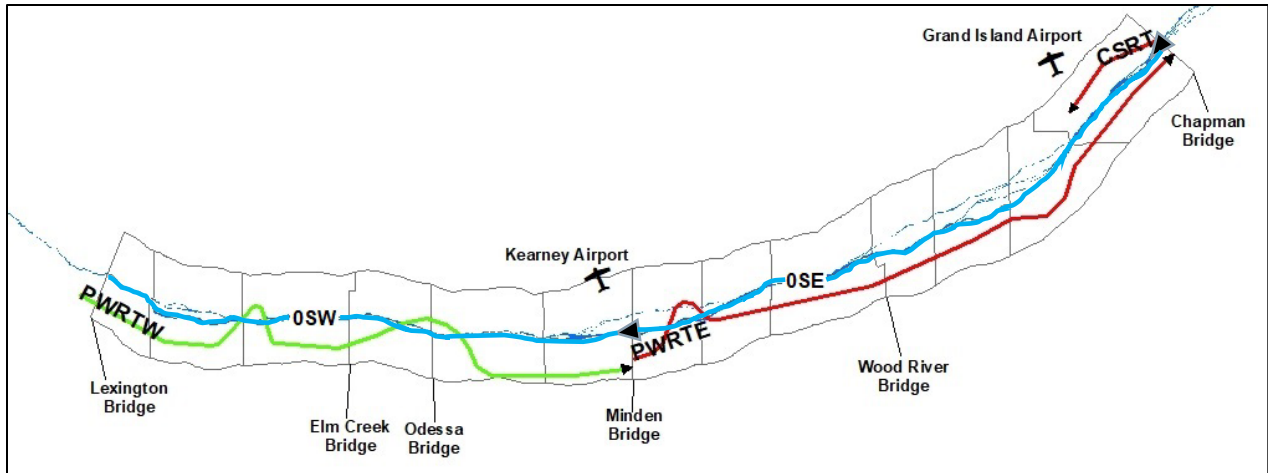 Grand Island Airport
CSRT
Chapman
Bridge
Kearney Airport
0SE
PWRTW
0SW
PWRTE
Wood River
Bridge
Lexington
Bridge
Elm Creek
Bridge
Odessa
Bridge
Minden
Bridge